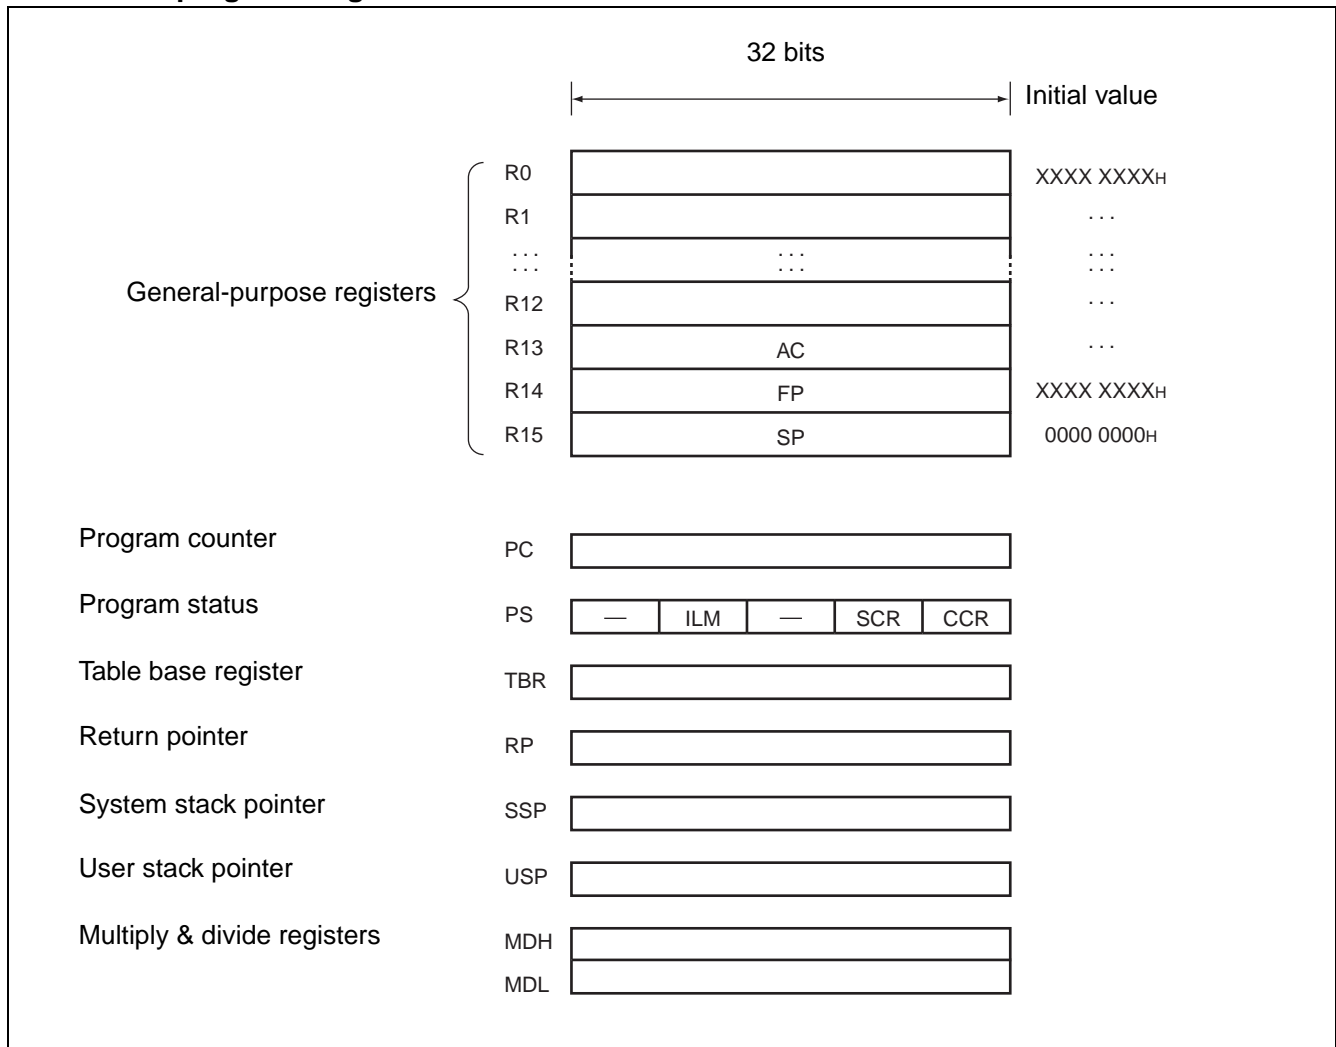 32 bits
Initial value
R0 XXXX XXXXH
R1 ...
... ... ...
... ... ...
General-purpose registers
R12 ...
R13 AC ...
R14 FP XXXX XXXXH
R15 SP 0000 0000H
Program counter PC
Program status PS — ILM — SCR CCR
Table base register TBR
Return pointer RP
System stack pointer SSP
User stack pointer USP
Multiply & divide registers MDH
MDL